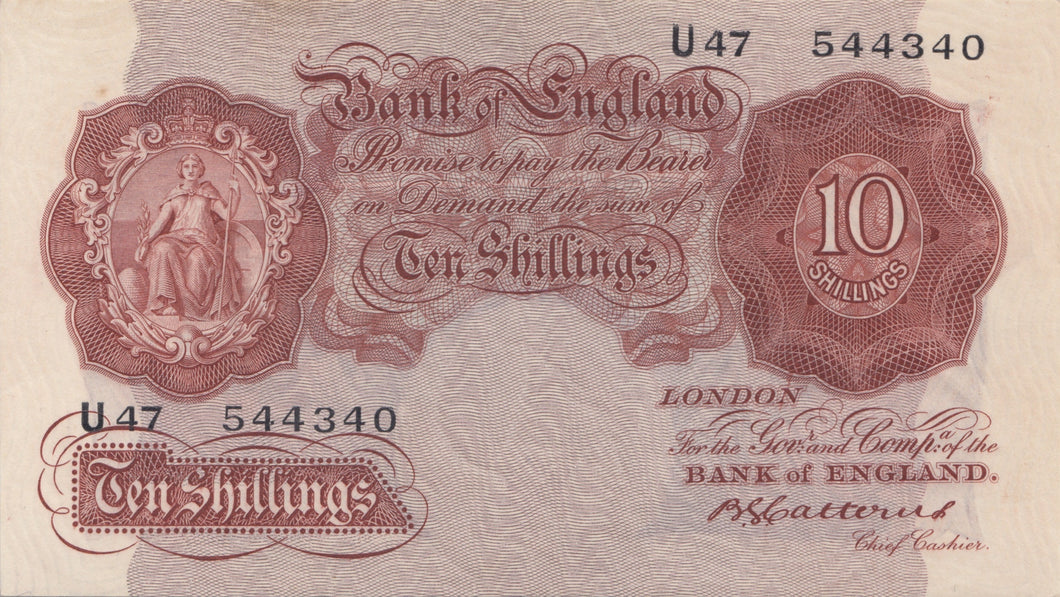 U47 544340
Bank of England
Promise to pay the Bearer
on Demand the sum of
Ten Shillings
10
SHILLINGS
U47 544340
Ten Shillings
LONDON
For the Gov.r and Comp.a of the
BANK of ENGLAND.
B G Catterns
Chief Cashier.